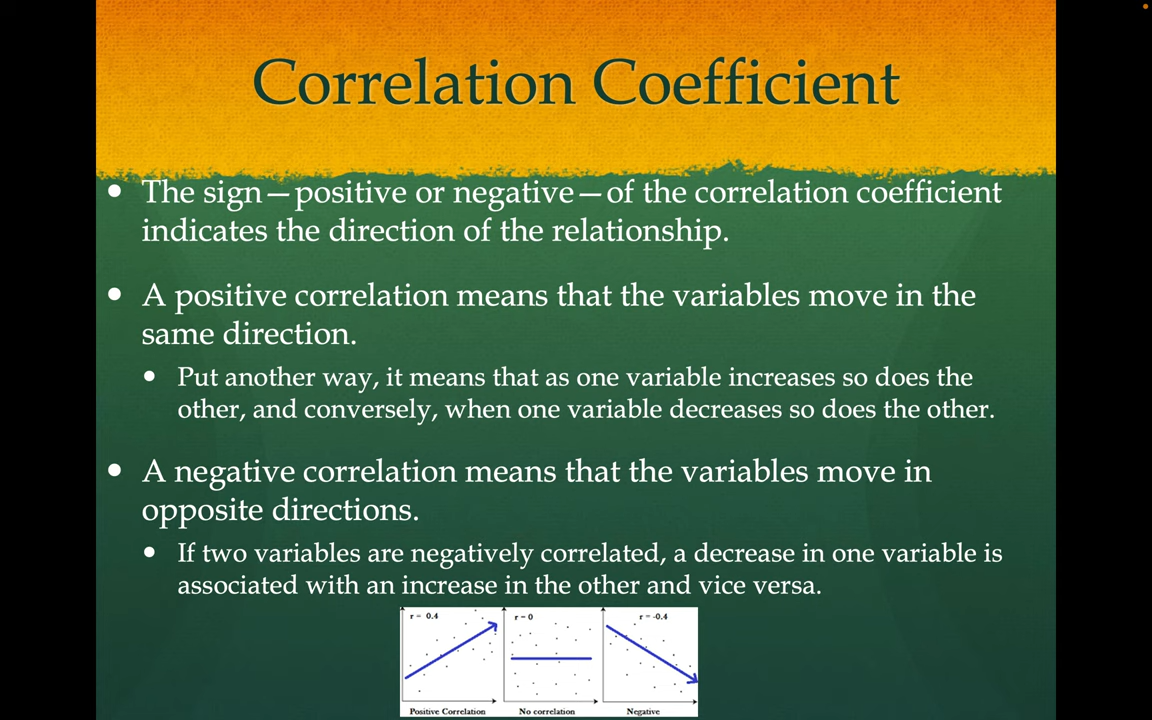 Correlation Coefficient
• The sign—positive or negative—of the correlation coefficient
indicates the direction of the relationship.
• A positive correlation means that the variables move in the
same direction.
• Put another way, it means that as one variable increases so does the
other, and conversely, when one variable decreases so does the other.
• A negative correlation means that the variables move in
opposite directions.
• If two variables are negatively correlated, a decrease in one variable is
associated with an increase in the other and vice versa.
r = 0.4
r = 0
r = -0.4
Positive Correlation
No correlation
Negative